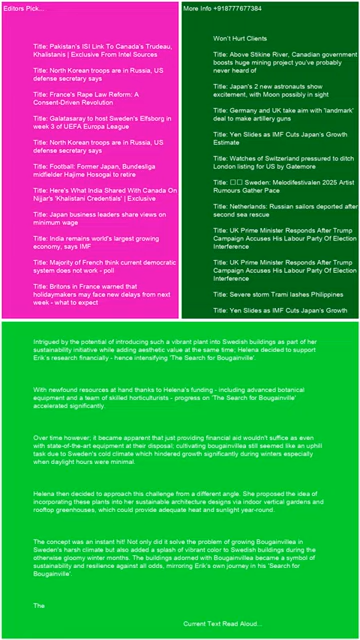 Editors Pick...
Title: Pakistan's ISI Link To Canada's Trudeau,
Khalistanis | Exclusive From Intel Sources
Title: North Korean troops are in Russia, US
defense secretary says
Title: France's Rape Law Reform: A
Consent-Driven Revolution
Title: Galatasaray to host Sweden's Elfsborg in
week 3 of UEFA Europa League
Title: North Korean troops are in Russia, US
defense secretary says
Title: Football: Former Japan, Bundesliga
midfielder Hajime Hosogai to retire
Title: Here's What India Shared With Canada On
Nijjar's 'Khalistani Credentials' | Exclusive
Title: Japan business leaders share views on
minimum wage
Title: India remains world's largest growing
economy, says IMF
Title: Majority of French think current democratic
system does not work - poll
Title: Britons in France warned that
holidaymakers may face new delays from next
week - what to expect
More Info +918777677384
Won't Hurt Clients
Title: Above Stikine River, Canadian government
boosts huge mining project you've probably
never heard of
Title: Japan's 2 new astronauts show
excitement, with Moon possibly in sight
Title: Germany and UK take aim with 'landmark'
deal to make artillery guns
Title: Yen Slides as IMF Cuts Japan's Growth
Estimate
Title: Watches of Switzerland pressured to ditch
London listing for US by Gatemore
Title: □□ Sweden: Melodifestivalen 2025 Artist
Rumours Gather Pace
Title: Netherlands: Russian sailors deported after
second sea rescue
Title: UK Prime Minister Responds After Trump
Campaign Accuses His Labour Party Of Election
Interference
Title: UK Prime Minister Responds After Trump
Campaign Accuses His Labour Party Of Election
Interference
Title: Severe storm Trami lashes Philippines
Title: Yen Slides as IMF Cuts Japan's Growth
Intrigued by the potential of introducing such a vibrant plant into Swedish buildings as part of her
sustainability initiative while adding aesthetic value at the same time; Helena decided to support
Erik's research financially - hence intensifying 'The Search for Bougainville'.
With newfound resources at hand thanks to Helena's funding - including advanced botanical
equipment and a team of skilled horticulturists - progress on 'The Search for Bougainville'
accelerated significantly.
Over time however; it became apparent that just providing financial aid wouldn't suffice as even
with state-of-the-art equipment at their disposal; cultivating bougainvillea still seemed like an uphill
task due to Sweden's cold climate which hindered growth significantly during winters especially
when daylight hours were minimal.
Helena then decided to approach this challenge from a different angle. She proposed the idea of
incorporating these plants into her sustainable architecture designs via indoor vertical gardens and
rooftop greenhouses, which could provide adequate heat and sunlight year-round.
The concept was an instant hit! Not only did it solve the problem of growing Bougainvillea in
Sweden's harsh climate but also added a splash of vibrant color to Swedish buildings during the
otherwise gloomy winter months. The buildings adorned with Bougainvillea became a symbol of
sustainability and resilience against all odds, mirroring Erik's own journey in his 'Search for
Bougainville'.
The
Current Text Read Aloud...